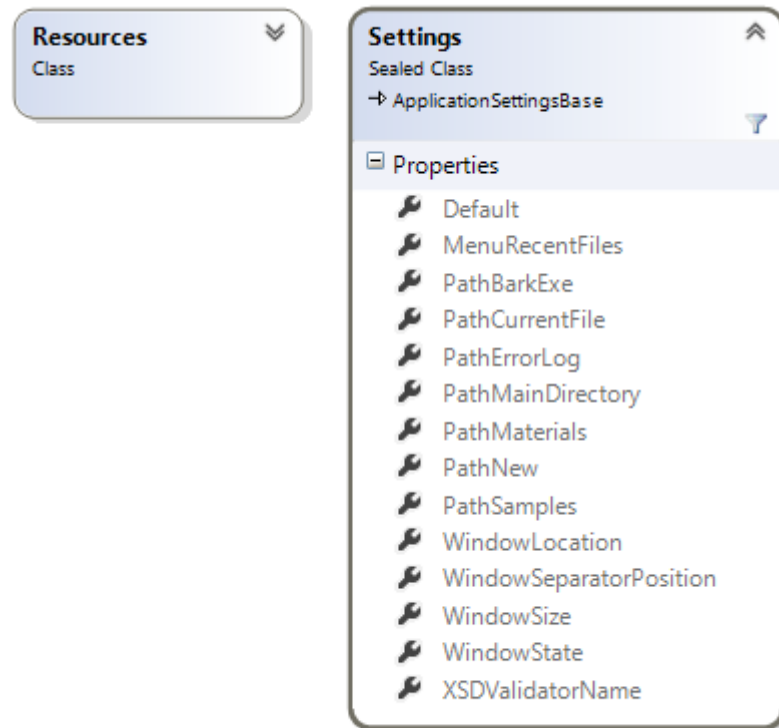 Resources
Class
Settings
Sealed Class
ApplicationSettingsBase
Properties
Default
MenuRecentFiles
PathBarkExe
PathCurrentFile
PathErrorLog
PathMainDirectory
PathMaterials
PathNew
PathSamples
WindowLocation
WindowSeparatorPosition
WindowSize
WindowState
XSDValidatorName